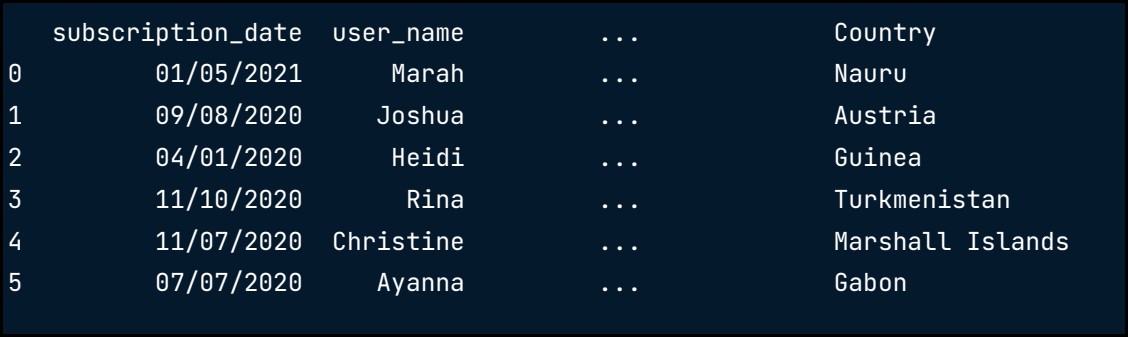 subscription_date user_name ... Country
0 01/05/2021 Marah ... Nauru
1 09/08/2020 Joshua ... Austria
2 04/01/2020 Heidi ... Guinea
3 11/10/2020 Rina ... Turkmenistan
4 11/07/2020 Christine ... Marshall Islands
5 07/07/2020 Ayanna ... Gabon